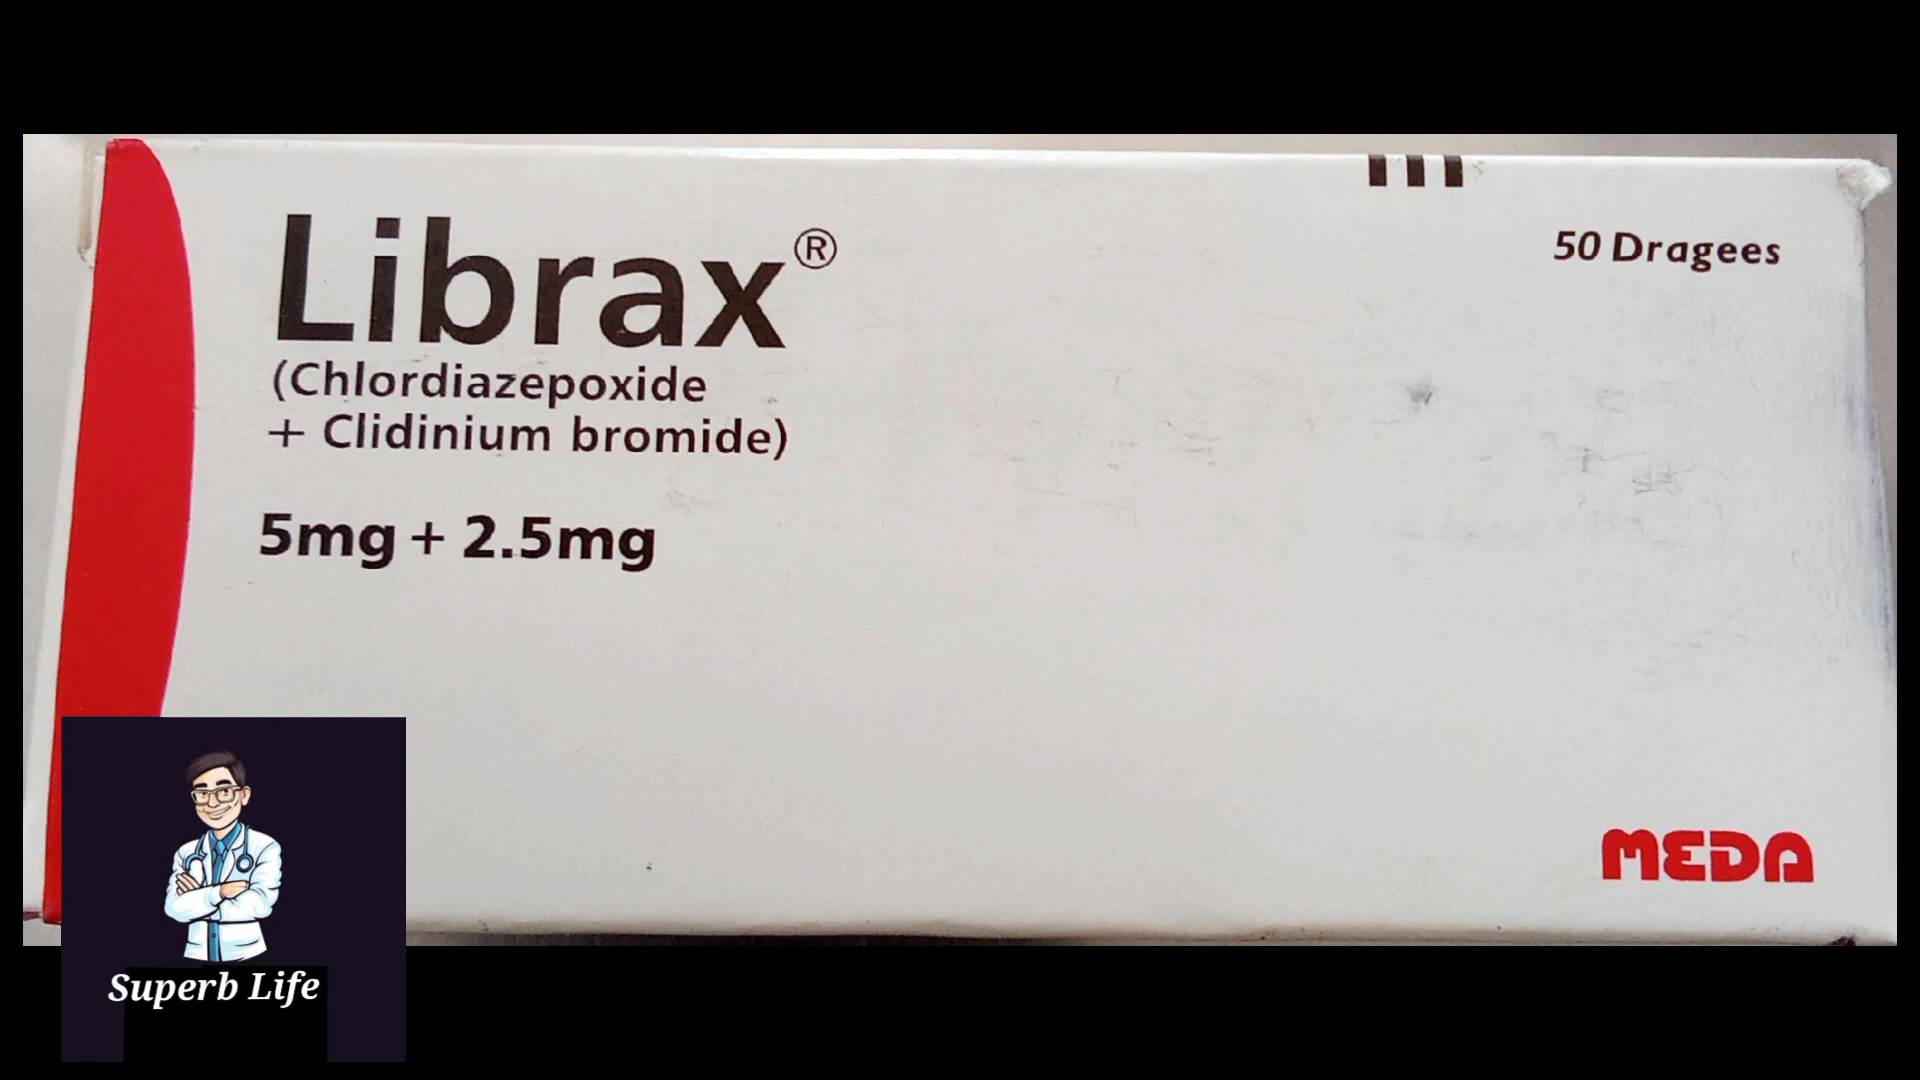 Librax®
50 Dragees
(Chlordiazepoxide
+ Clidinium bromide)
5mg + 2.5mg
MEDA
Superb Life